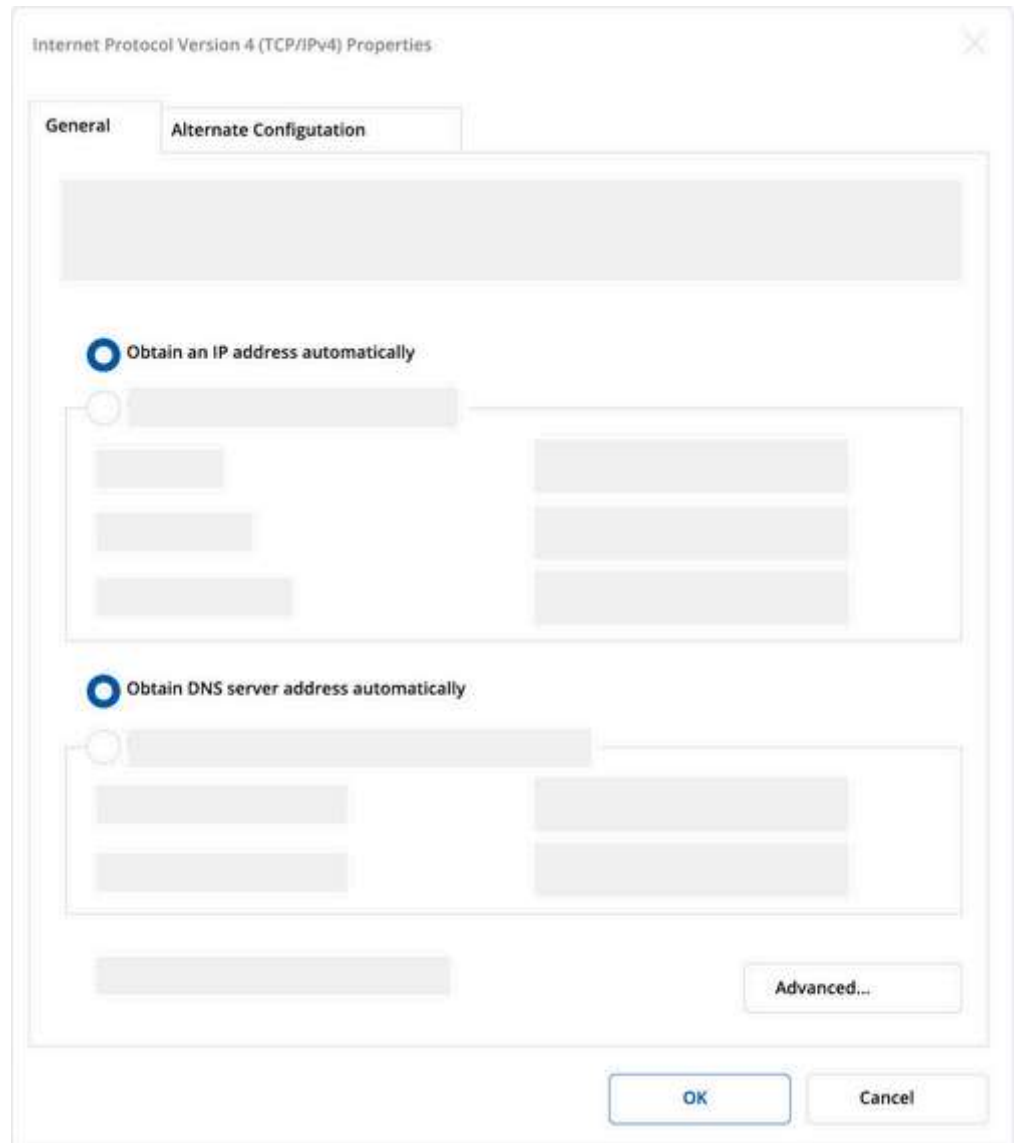 Internet Protocol Version 4 (TCP/IPv4) Properties
General
Alternate Configutation
Obtain an IP address automatically
Obtain DNS server address automatically
Advanced...
OK
Cancel